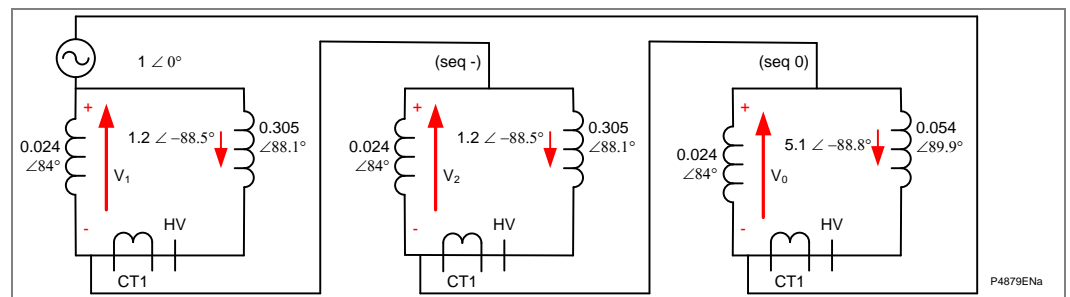 1 ∠ 0°
(seq -)
(seq 0)
+
+
+
0.024
∠84°
1.2 ∠ −88.5°
0.305
∠88.1°
0.024
∠84°
1.2 ∠ −88.5°
0.305
∠88.1°
0.024
∠84°
5.1 ∠ −88.8°
0.054
∠89.9°
V1
V2
V0
-
HV
-
HV
-
HV
CT1
CT1
CT1
P4879ENa